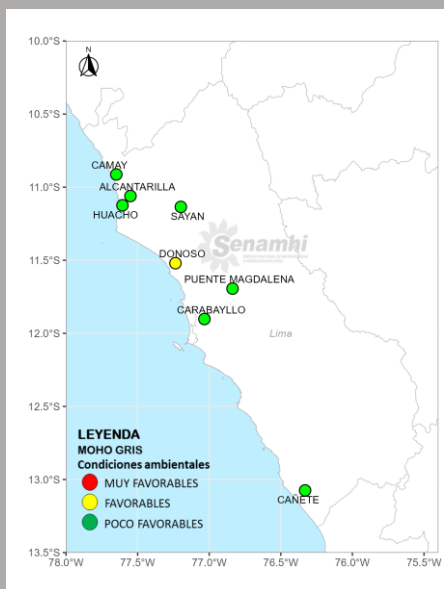 10.0°S
N
10.5°S
CAMAY
11.0°S
ALCANTARILLA
HUACHO
SAYAN
Senamhi
DONOSO
11.5°S
PUENTE MAGDALENA
CARABAYLLO
12.0°S
Lima
12.5°S
LEYENDA
MOHO GRIS
Condiciones ambientales
13.0°S
MUY FAVORABLES
FAVORABLES
CAÑETE
POCO FAVORABLES
13.5°S
78.0°W 77.5°W 77.0°W 76.5°W 76.0°W 75.5°W